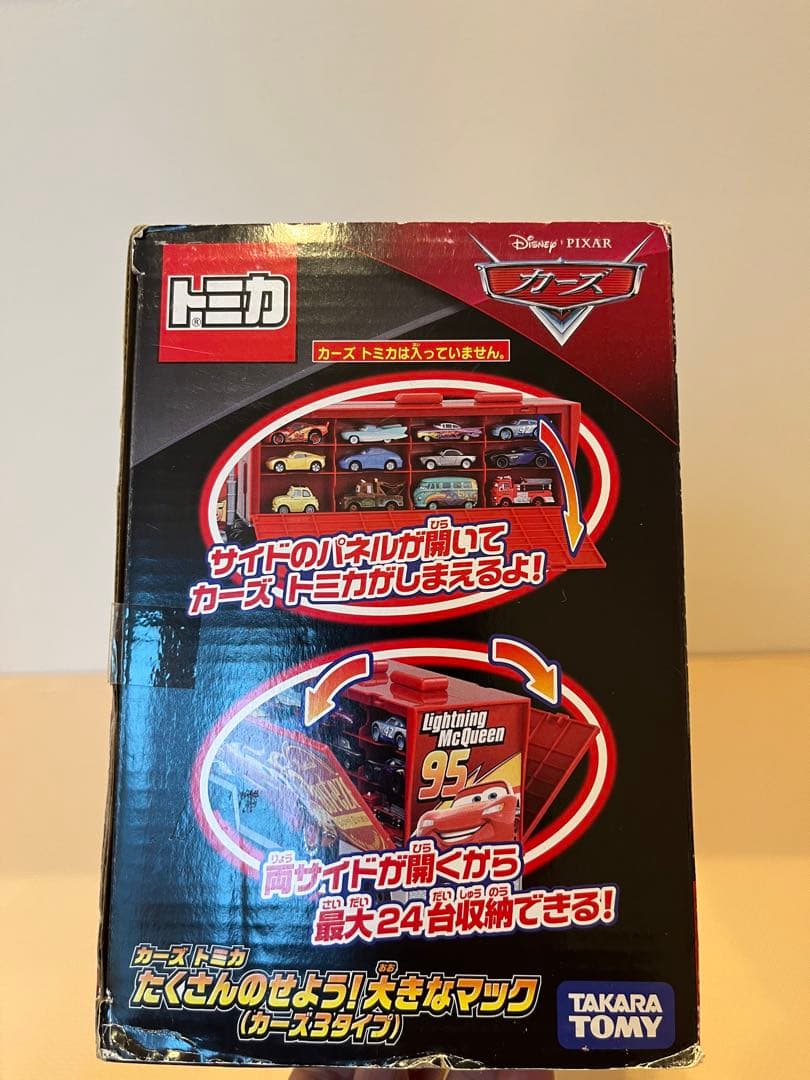 DISNEY・PIXAR
トミカ®
カーズ
カーズ トミカは入っていません。
サイドのパネルが開いて
カーズ トミカがしまえるよ！
Lightning
McQueen
95
両サイドが開くから
最大24台収納できる！
カーズ トミカ
たくさんのせよう！大きなマック
(カーズ3タイプ)
TAKARA
TOMY